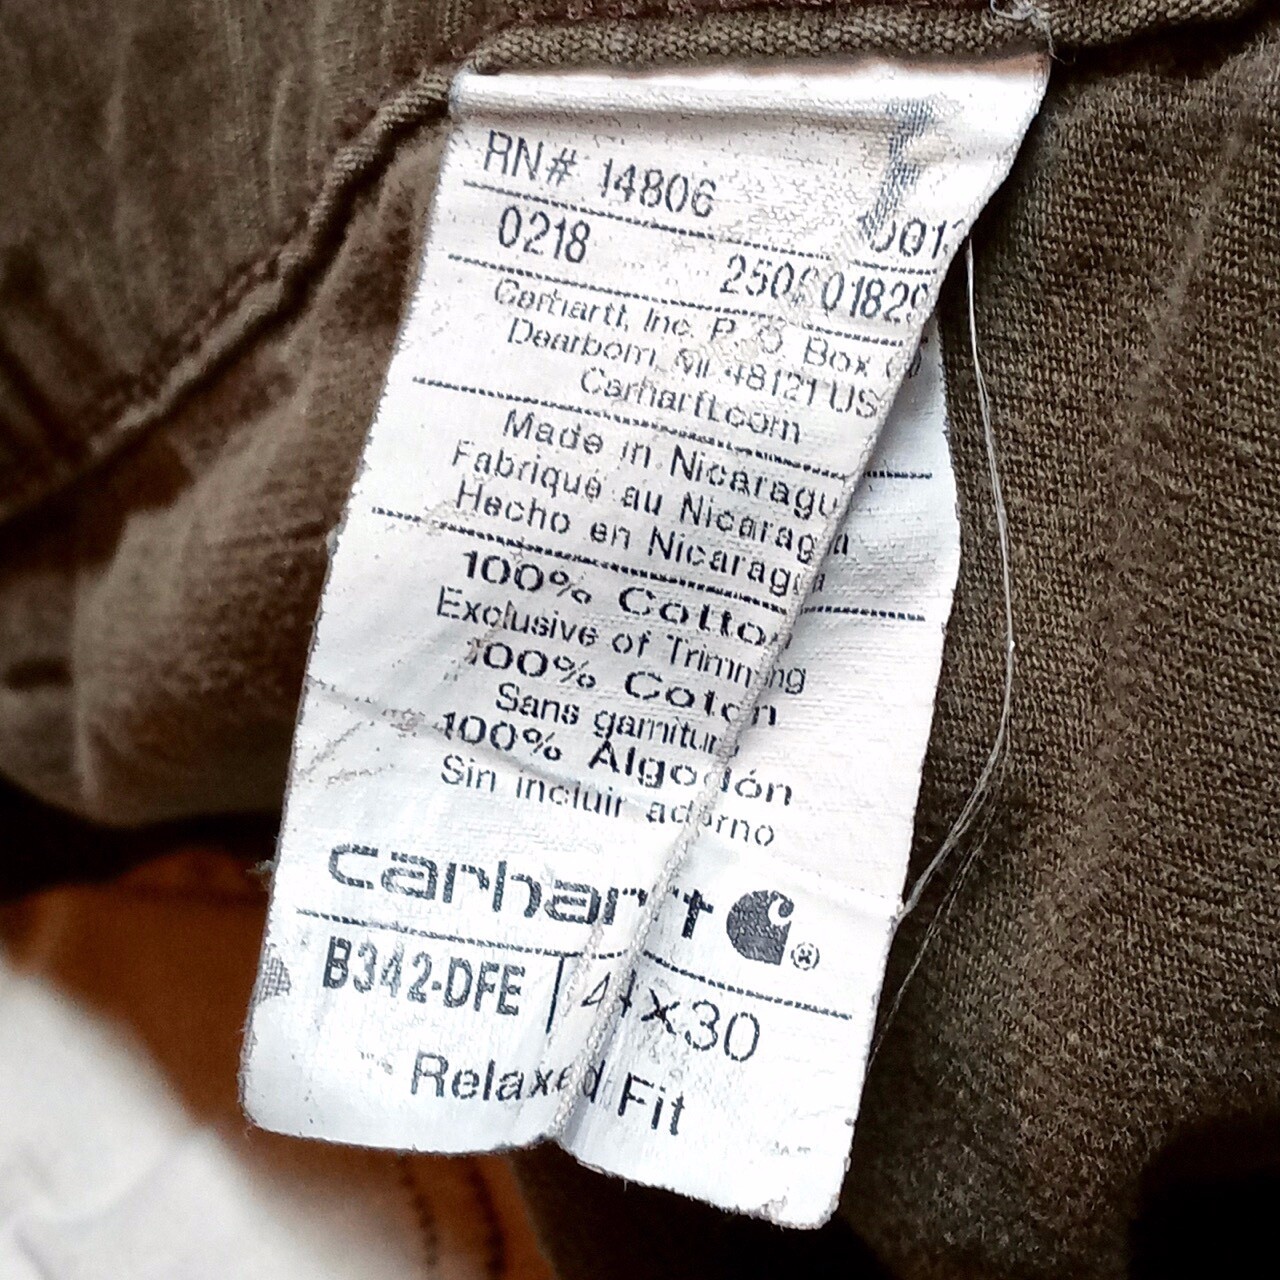 RN# 14806
0218
Carhartt, Inc. P. O. Box
Dearborn, MI 48121 US
Carhartt.com
Made in Nicaragu
Fabriqué au Nicaragua
Hecho en Nicaragua
100% Cotton
Exclusive of Trimming
100% Coton
Sans garniture
100% Algodón
Sin incluir adorno
carhartt
B342-DFE | x30
Relaxed Fit